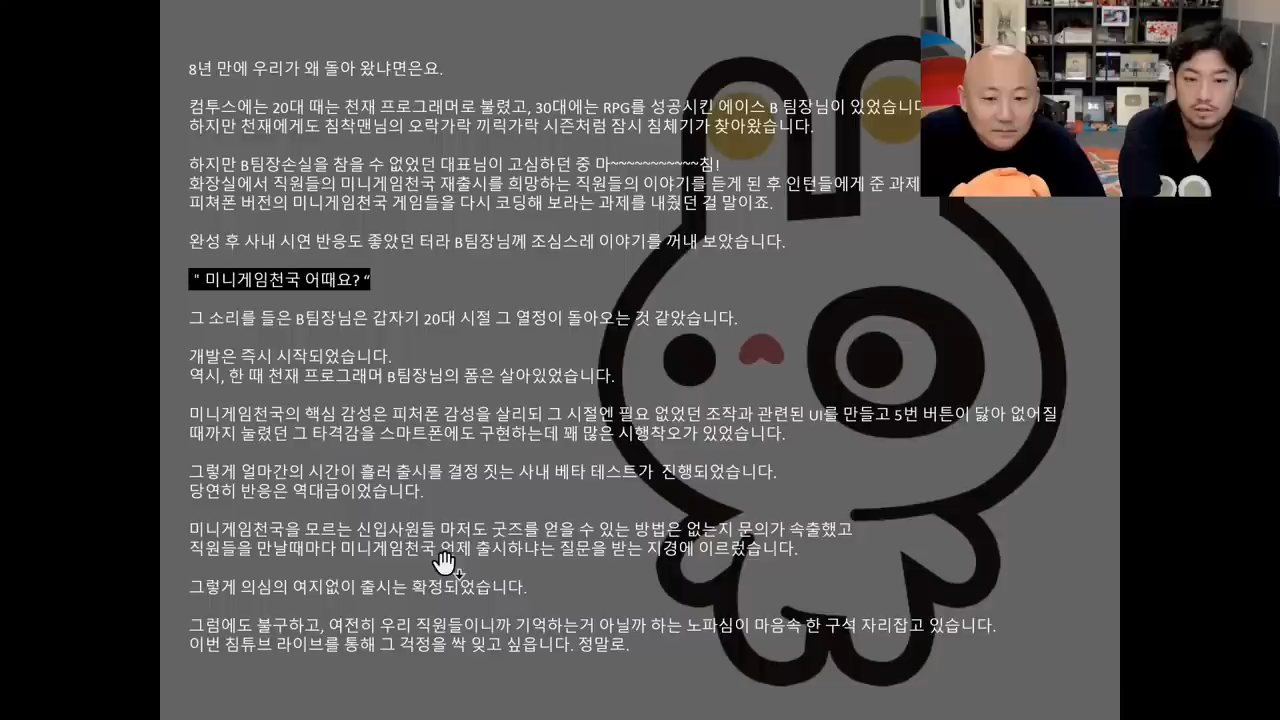 8년 만에 우리가 왜 돌아 왔냐면은요.
컴투스에는 20대 때는 천재 프로그래머로 불렸고, 30대에는 RPG를 성공시킨 에이스 B 팀장님이 있었습니다
하지만 천재에게도 침착맨님의 오락가락 끼릭가락 시즌처럼 잠시 침체기가 찾아왔습니다.
하지만 B팀장손실을 참을 수 없었던 대표님이 고심하던 중 마~~~~~~~~~~~침!
화장실에서 직원들의 미니게임천국 재출시를 희망하는 직원들의 이야기를 듣게 된 후 인턴들에게 준 과제
피쳐폰 버전의 미니게임천국 게임들을 다시 코딩해 보라는 과제를 내줬던 걸 말이죠.
완성 후 사내 시연 반응도 좋았던 터라 B팀장님께 조심스레 이야기를 꺼내 보았습니다.
" 미니게임천국 어때요? “
그 소리를 들은 B팀장님은 갑자기 20대 시절 그 열정이 돌아오는 것 같았습니다.
개발은 즉시 시작되었습니다.
역시, 한 때 천재 프로그래머 B팀장님의 폼은 살아있었습니다.
미니게임천국의 핵심 감성은 피처폰 감성을 살리되 그 시절엔 필요 없었던 조작과 관련된 UI를 만들고 5번 버튼이 닳아 없어질
때까지 눌렸던 그 타격감을 스마트폰에도 구현하는데 꽤 많은 시행착오가 있었습니다.
그렇게 얼마간의 시간이 흘러 출시를 결정 짓는 사내 베타 테스트가 진행되었습니다.
당연히 반응은 역대급이었습니다.
미니게임천국을 모르는 신입사원들 마저도 굿즈를 얻을 수 있는 방법은 없는지 문의가 속출했고
직원들을 만날때마다 미니게임천국 언제 출시하냐는 질문을 받는 지경에 이르렀습니다.
그렇게 의심의 여지없이 출시는 확정되었습니다.
그럼에도 불구하고, 여전히 우리 직원들이니까 기억하는거 아닐까 하는 노파심이 마음속 한 구석 자리잡고 있습니다.
이번 침튜브 라이브를 통해 그 걱정을 싹 잊고 싶읍니다. 정말로.